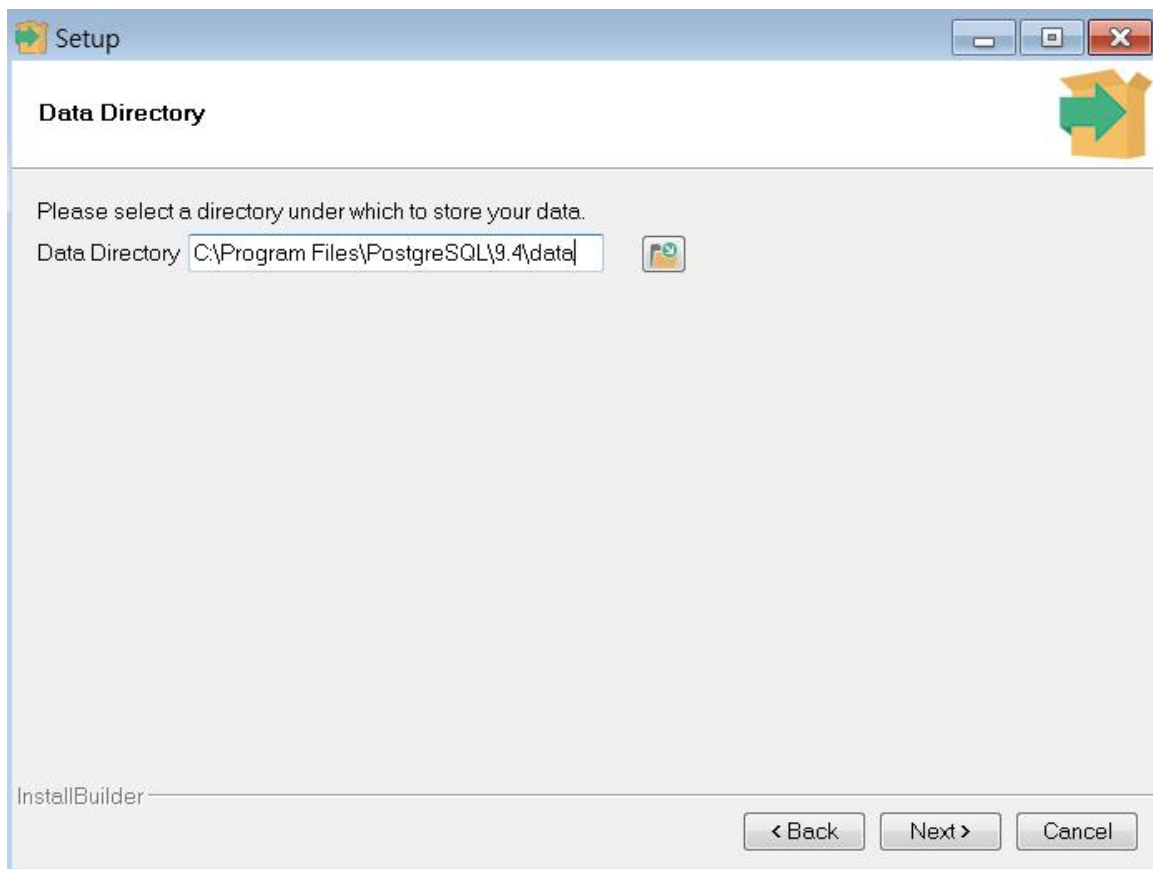 Setup
Data Directory
Please select a directory under which to store your data.
Data Directory C:\Program Files\PostgreSQL\9.4\data
InstallBuilder
< Back Next > Cancel